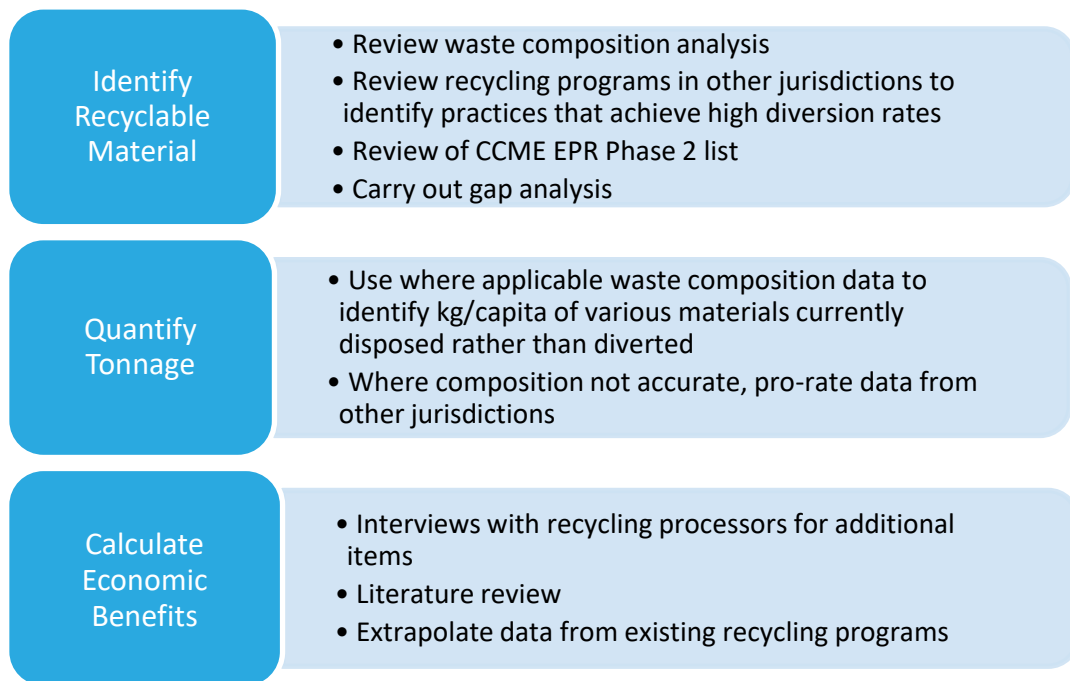 Identify
Recyclable
Material
• Review waste composition analysis
• Review recycling programs in other jurisdictions to
identify practices that achieve high diversion rates
• Review of CCME EPR Phase 2 list
• Carry out gap analysis
Quantify
Tonnage
• Use where applicable waste composition data to
identify kg/capita of various materials currently
disposed rather than diverted
• Where composition not accurate, pro-rate data from
other jurisdictions
Calculate
Economic
Benefits
• Interviews with recycling processors for additional
items
• Literature review
• Extrapolate data from existing recycling programs